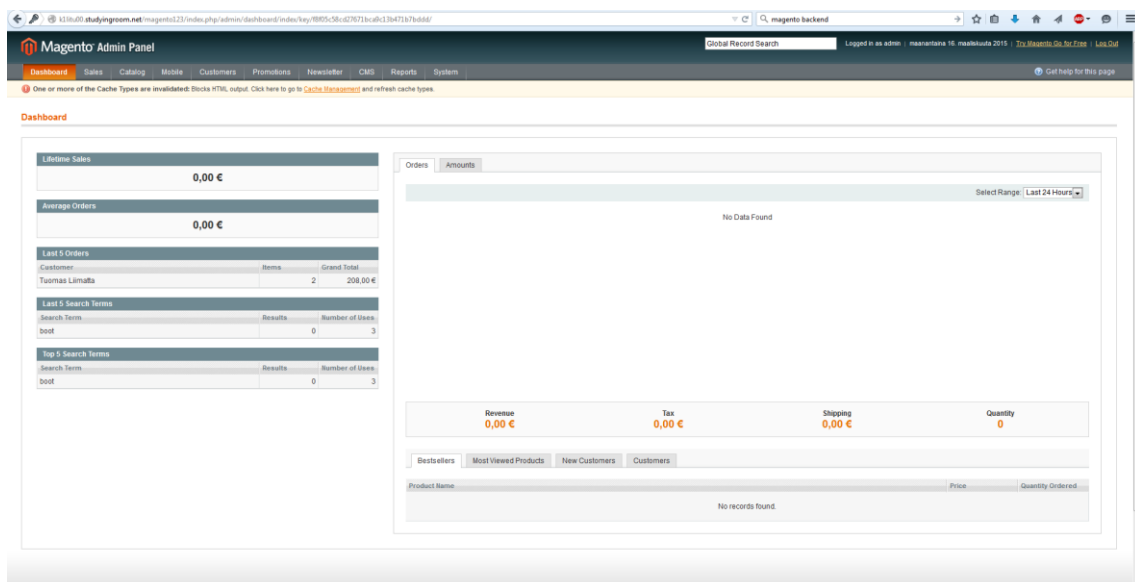 k1litu00.studyingroom.net/magento123/index.php/admin/dashboard/index/key/f8f05c58cd27671bca9c13b471b7bddd/
magento backend
Magento Admin Panel
Global Record Search
Logged in as admin | maanantaina 16. maaliskuuta 2015 | Try Magento Go for Free | Log Out
Dashboard Sales Catalog Mobile Customers Promotions Newsletter CMS Reports System
Get help for this page
One or more of the Cache Types are invalidated: Blocks HTML output. Click here to go to Cache Management and refresh cache types.
Dashboard
Lifetime Sales
0,00 €
Average Orders
0,00 €
Last 5 Orders
Customer Items Grand Total
Tuomas Liimatta 2 208,00 €
Last 5 Search Terms
Search Term Results Number of Uses
boot 0 3
Top 5 Search Terms
Search Term Results Number of Uses
boot 0 3
Orders Amounts
Select Range: Last 24 Hours
No Data Found
Revenue Tax Shipping Quantity
0,00 € 0,00 € 0,00 € 0
Bestsellers Most Viewed Products New Customers Customers
Product Name Price Quantity Ordered
No records found.